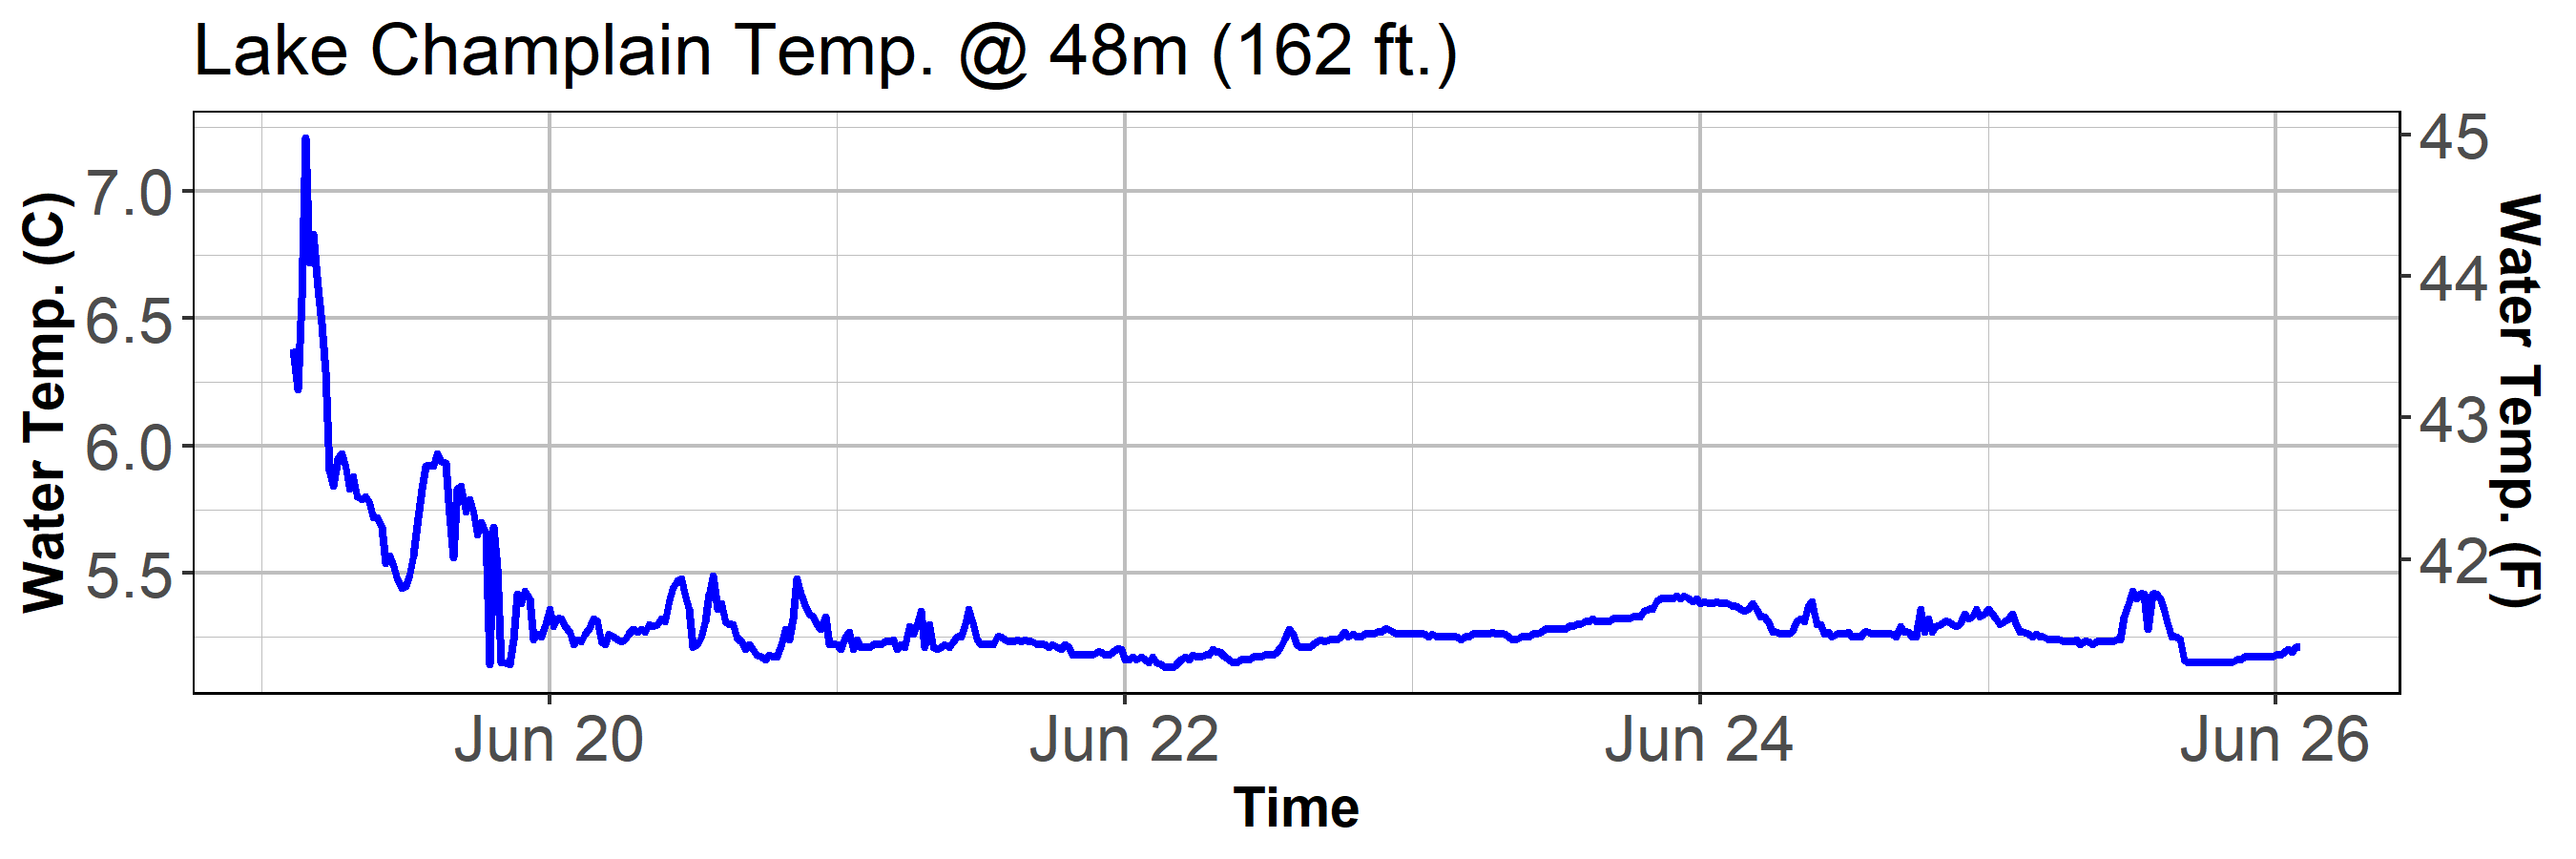 Lake Champlain Temp. @ 48m (162 ft.)
Water Temp. (C)
7.0
6.5
6.0
5.5
45
44
43
42
Water Temp. (F)
Jun 20 Jun 22 Jun 24 Jun 26
Time